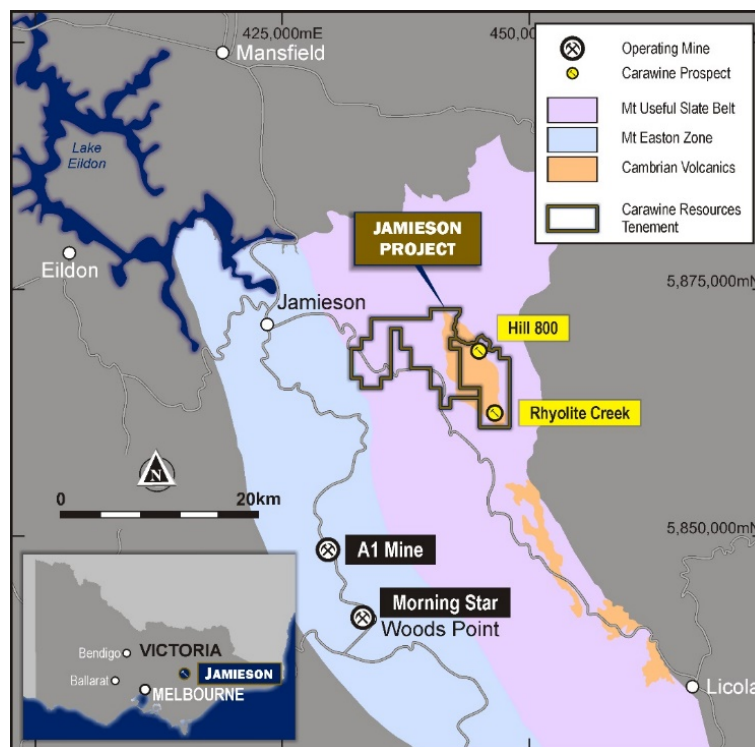 425,000mE
450,0
Mansfield
Operating Mine
Carawine Prospect
Mt Useful Slate Belt
Mt Easton Zone
Cambrian Volcanics
Carawine Resources
Tenement
Lake
Eildon
JAMIESON
PROJECT
Eildon
5,875,000mN
Jamieson
Hill 800
Rhyolite Creek
N
0
20km
5,850,000mN
A1 Mine
Morning Star
Woods Point
VICTORIA
Bendigo
JAMIESON
Ballarat
MELBOURNE
Licola